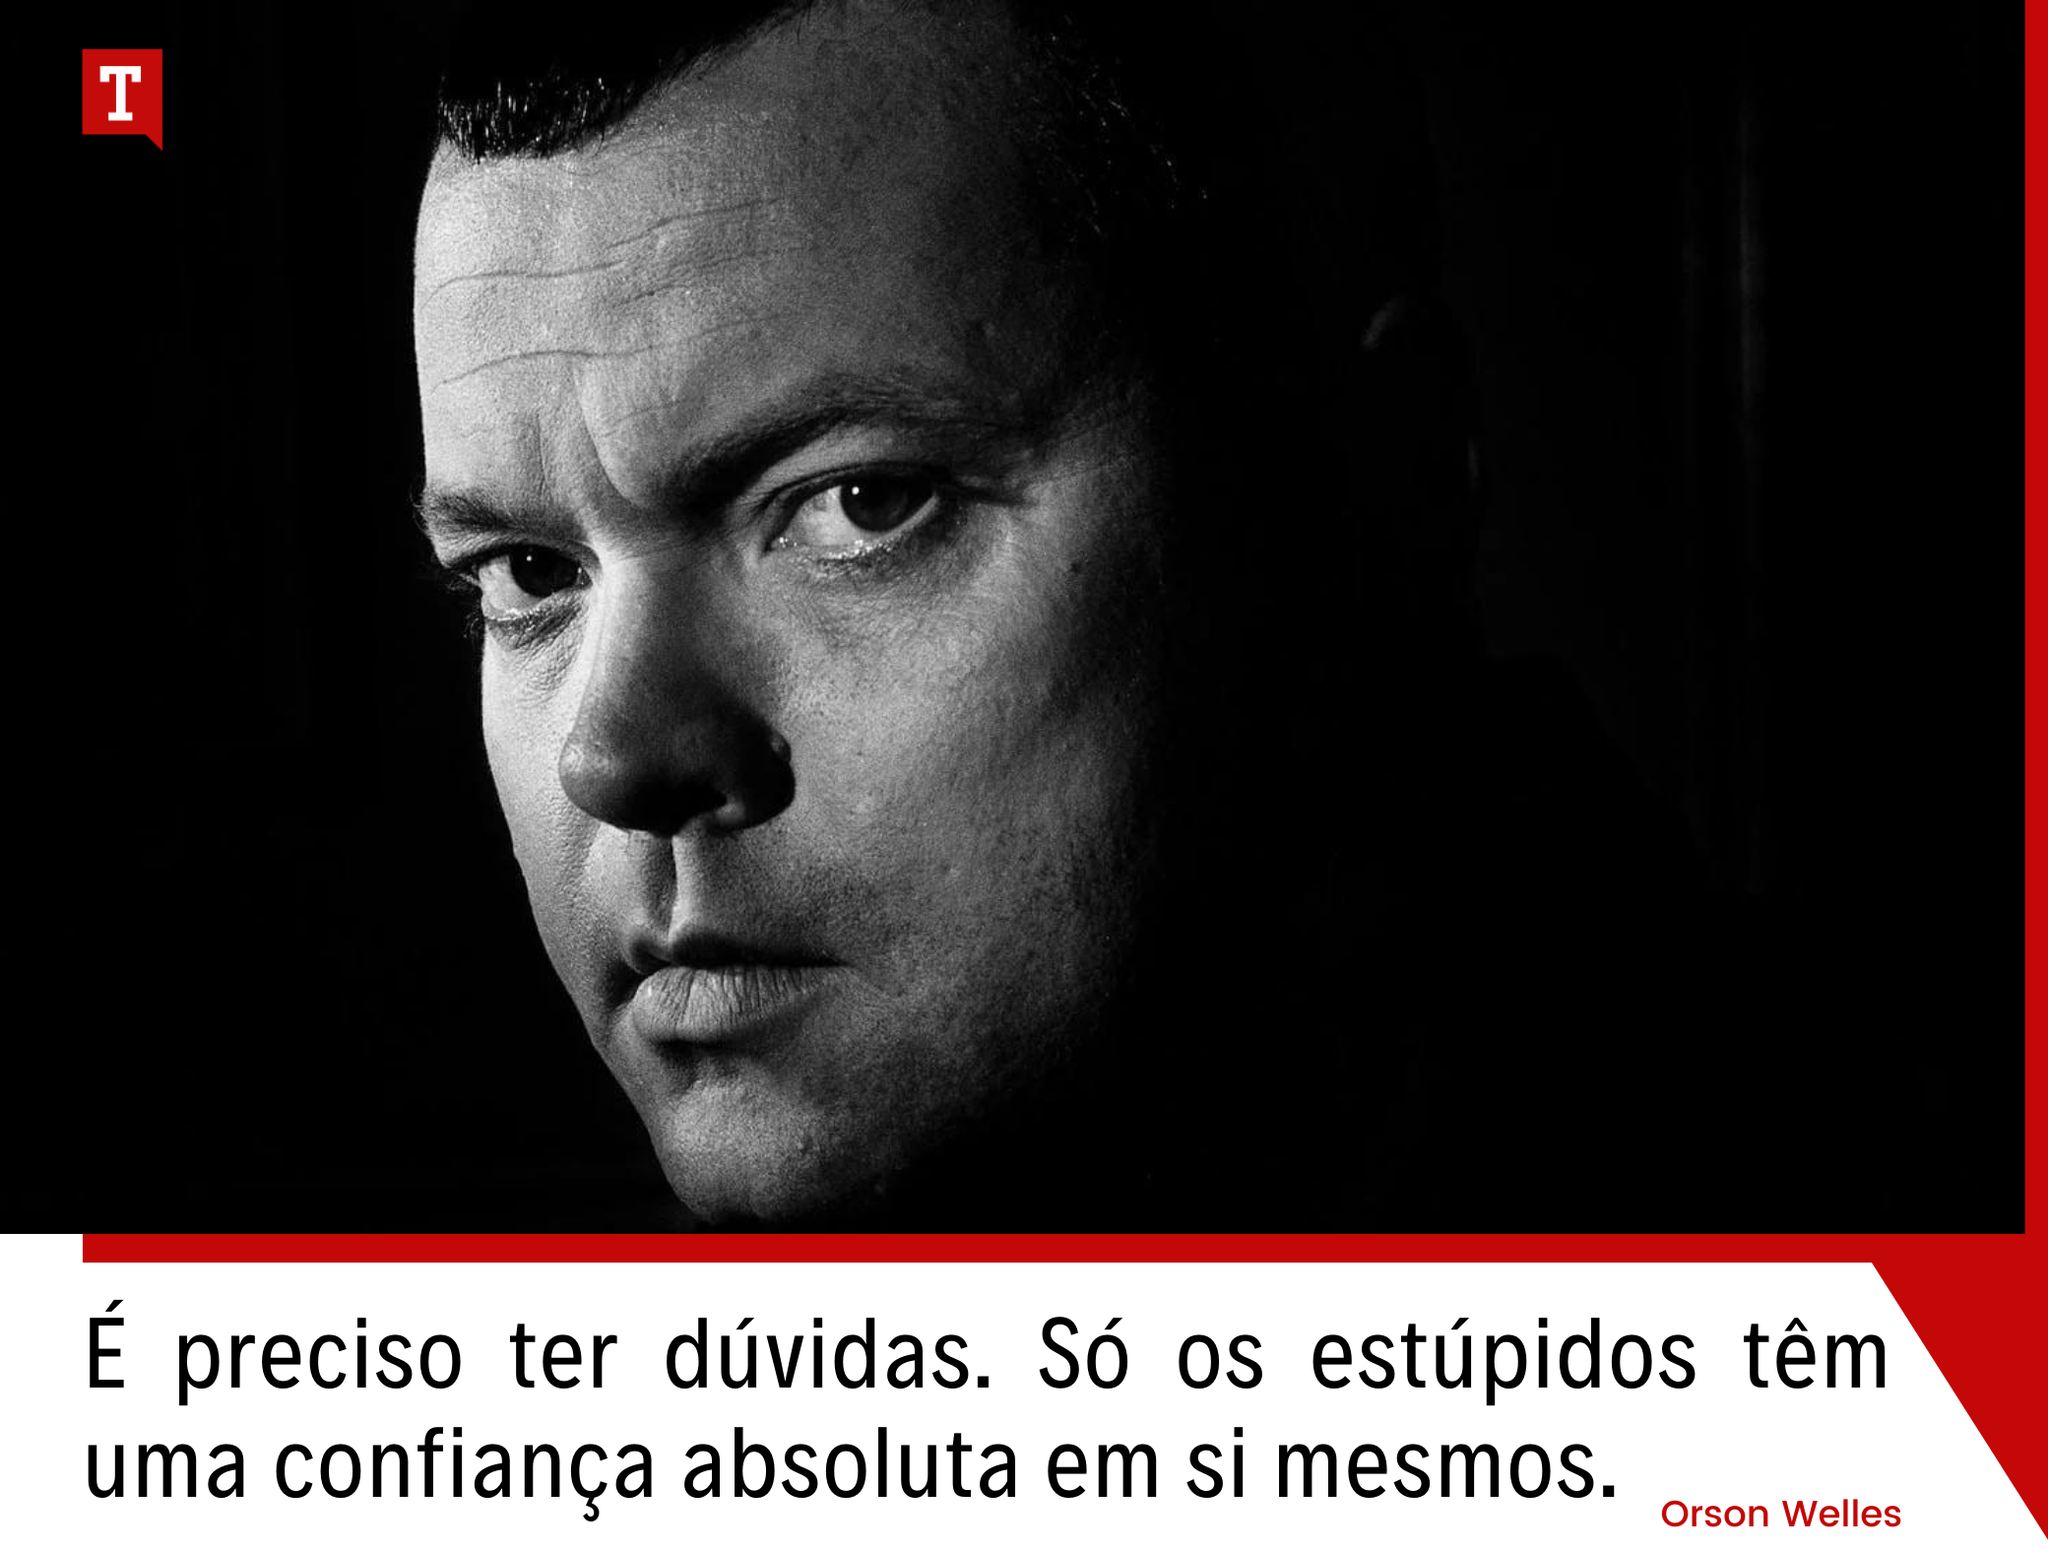 T
É preciso ter dúvidas. Só os estúpidos têm
uma confiança absoluta em si mesmos.
Orson Welles